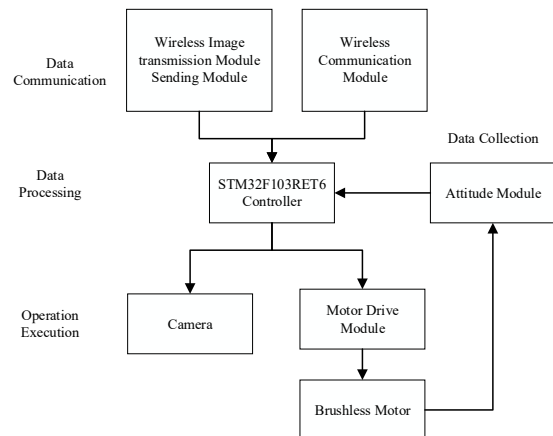 Data
Communication
Wireless Image
transmission Module
Sending Module
Wireless
Communication
Module
Data Collection
Data
Processing
STM32F103RET6
Controller
Attitude Module
Operation
Execution
Camera
Motor Drive
Module
Brushless Motor